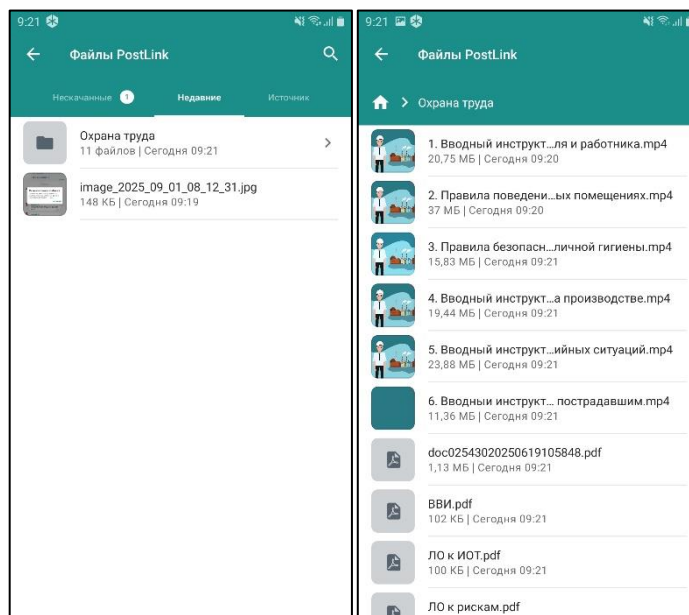 9:21
Файлы PostLink
Нескачанные 1 Недавние Источник
Охрана труда
11 файлов | Сегодня 09:21
image_2025_09_01_08_12_31.jpg
148 КБ | Сегодня 09:19
9:21
Файлы PostLink
Охрана труда
1. Вводный инструкт...ля и работника.mp4
20,75 МБ | Сегодня 09:20
2. Правила поведени...ых помещениях.mp4
37 МБ | Сегодня 09:20
3. Правила безопасн...личной гигиены.mp4
15,83 МБ | Сегодня 09:21
4. Вводный инструкт...а производстве.mp4
19,44 МБ | Сегодня 09:21
5. Вводный инструкт...ийных ситуаций.mp4
23,88 МБ | Сегодня 09:21
6. Вводныи инструкт... пострадавшим.mp4
11,36 МБ | Сегодня 09:21
doc02543020250619105848.pdf
1,13 МБ | Сегодня 09:21
ВВИ.pdf
102 КБ | Сегодня 09:21
ЛО к ИОТ.pdf
100 КБ | Сегодня 09:21
ЛО к рискам.pdf